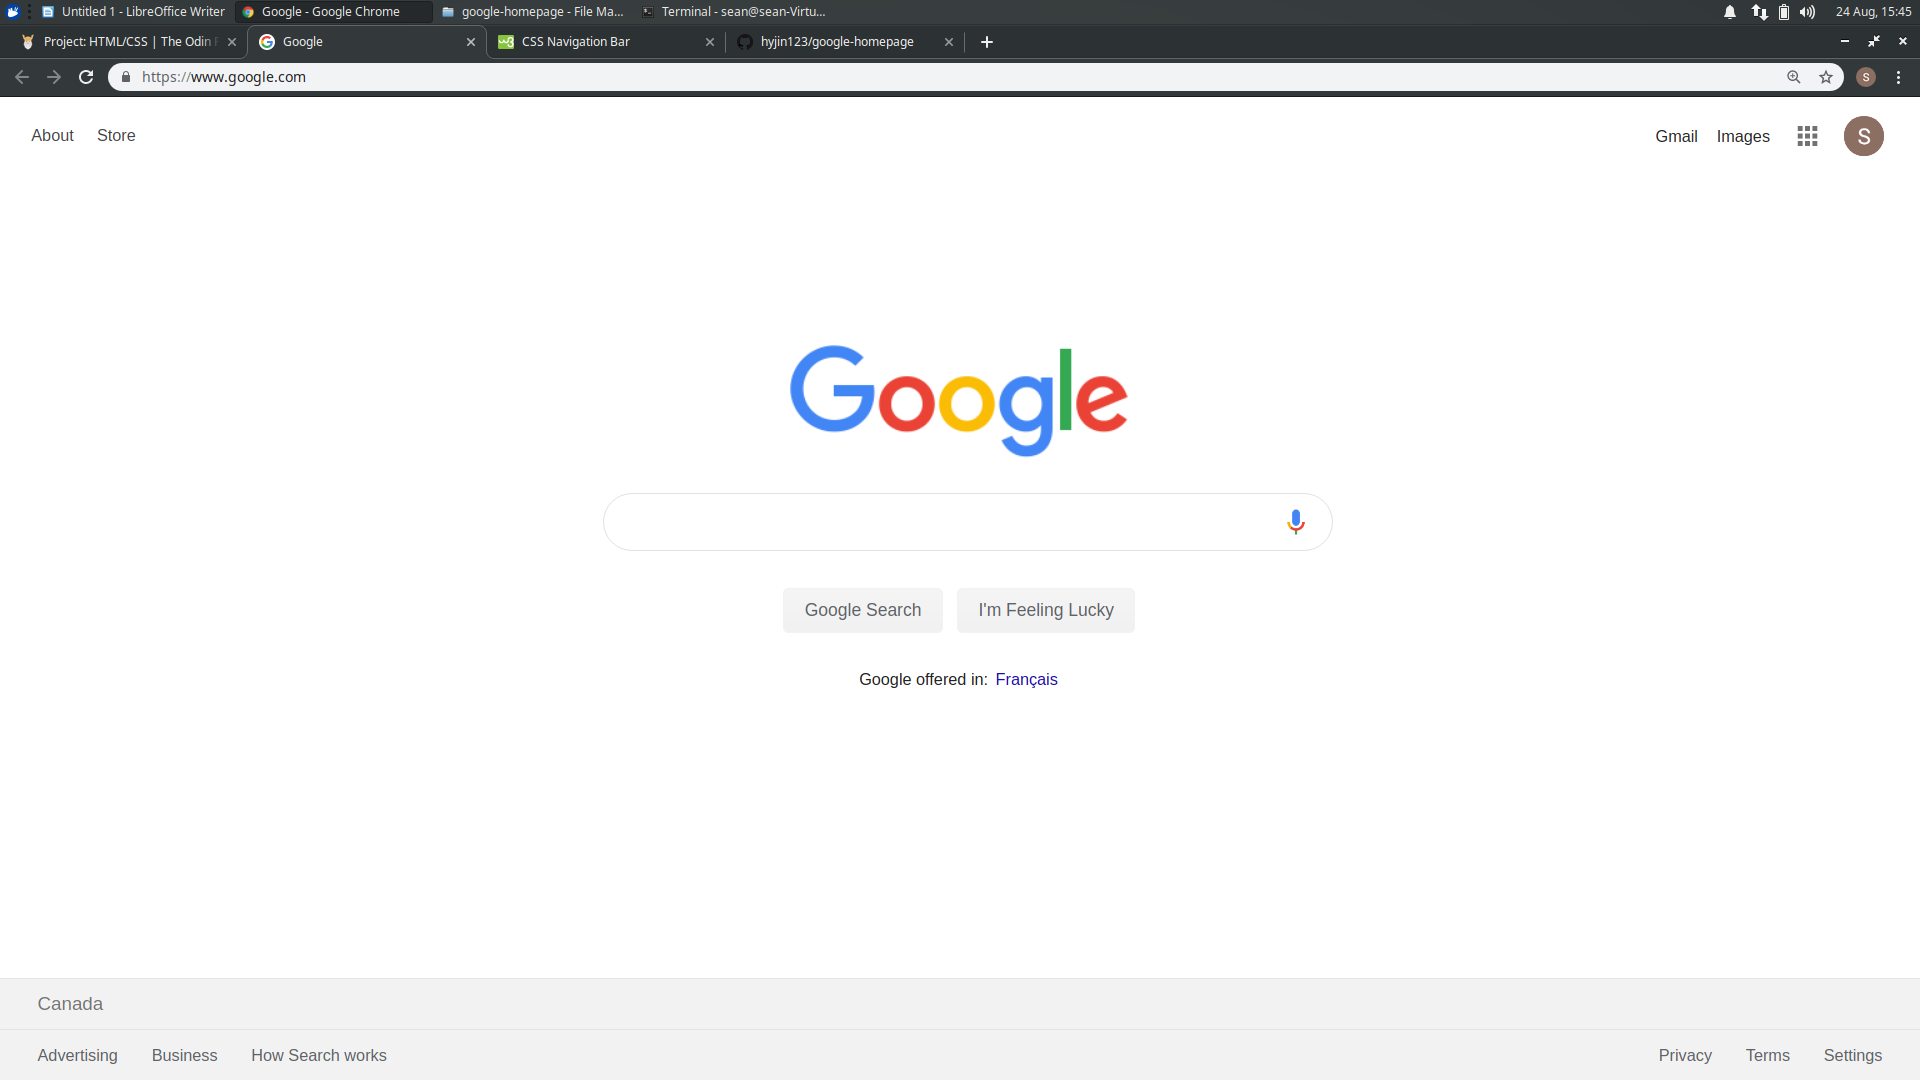 Untitled 1 - LibreOffice Writer
Google - Google Chrome
google-homepage - File Ma...
Terminal - sean@sean-Virtu...
24 Aug, 15:45
Project: HTML/CSS | The Odin
Google
CSS Navigation Bar
hyjin123/google-homepage
https://www.google.com
S
About
Store
Gmail
Images
S
Google
Google Search
I'm Feeling Lucky
Google offered in: Français
Canada
Advertising
Business
How Search works
Privacy
Terms
Settings